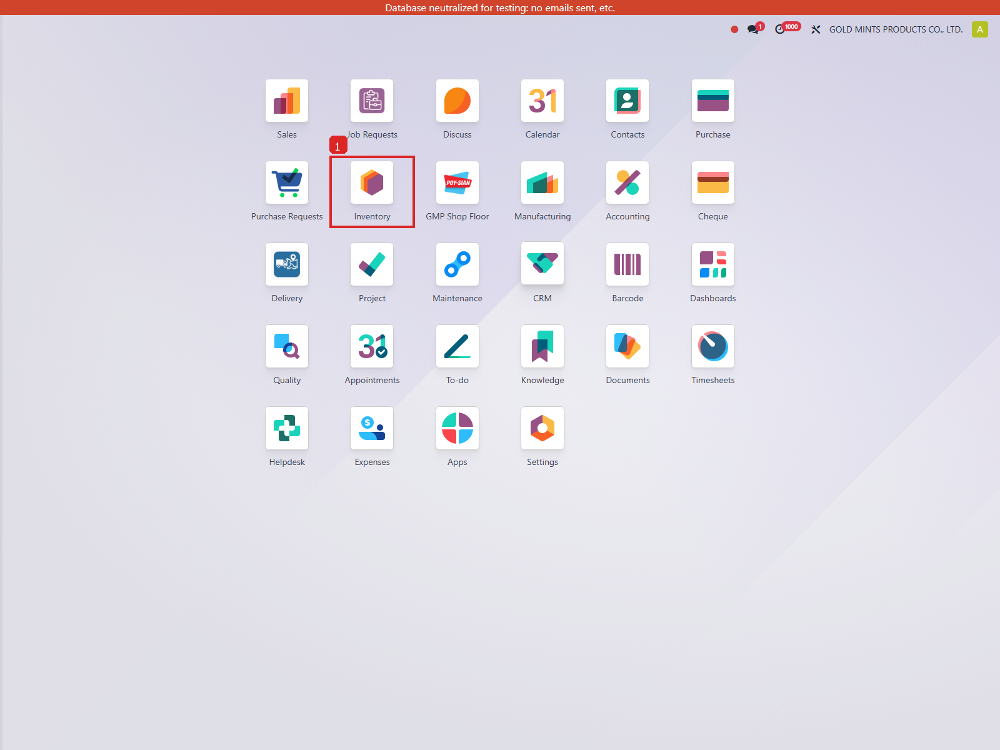 Database neutralized for testing: no emails sent, etc.
1
1000
GOLD MINTS PRODUCTS CO., LTD.
A
31
Sales
Job Requests
Discuss
Calendar
Contacts
Purchase
1
POY-SIAN
Purchase Requests
Inventory
GMP Shop Floor
Manufacturing
Accounting
Cheque
Delivery
Project
Maintenance
CRM
Barcode
Dashboards
31
Quality
Appointments
To-do
Knowledge
Documents
Timesheets
$
Helpdesk
Expenses
Apps
Settings